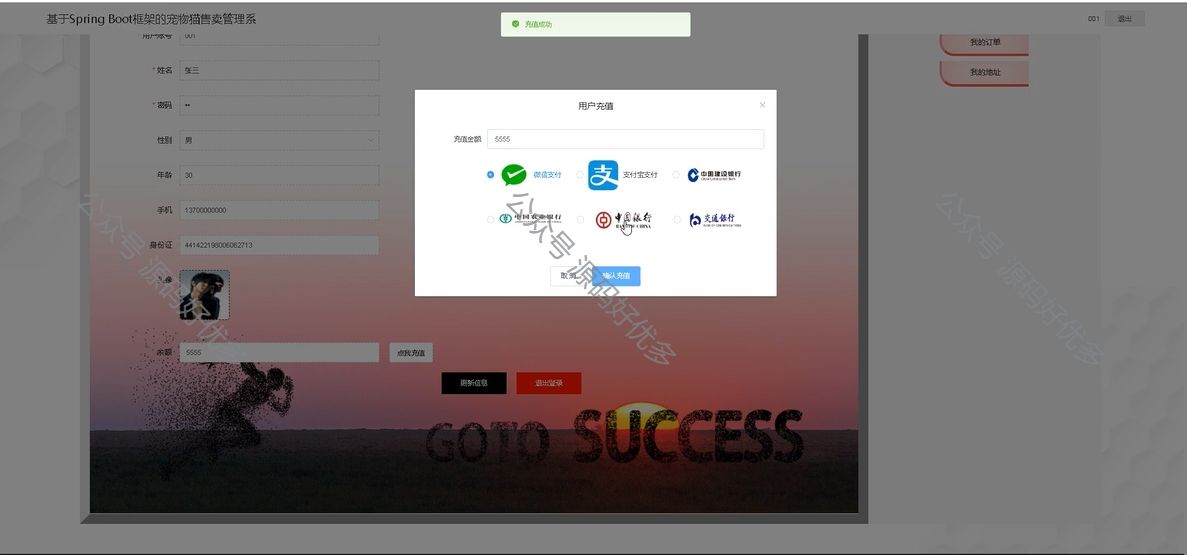 基于Spring Boot框架的宠物猫售卖管理系
充值成功
001
退出
用户账号 001
我的订单
*姓名 张三
我的地址
*密码 ••
性别 男
年龄 30
手机 13700000000
身份证 441422198006062713
头像
余额 5555 点我充值
更新信息 退出登录
GOTO SUCCESS
用户充值 ×
充值金额 5555
微信支付 支 支付宝支付 中国建设银行
China Construction Bank
中国农业银行 中国银行 交通银行
BANK OF CHINA BANK OF COMMUNICATIONS
取消 确认充值
公众号 源码好优多
公众号 源码好优多
公众号 源码好优多